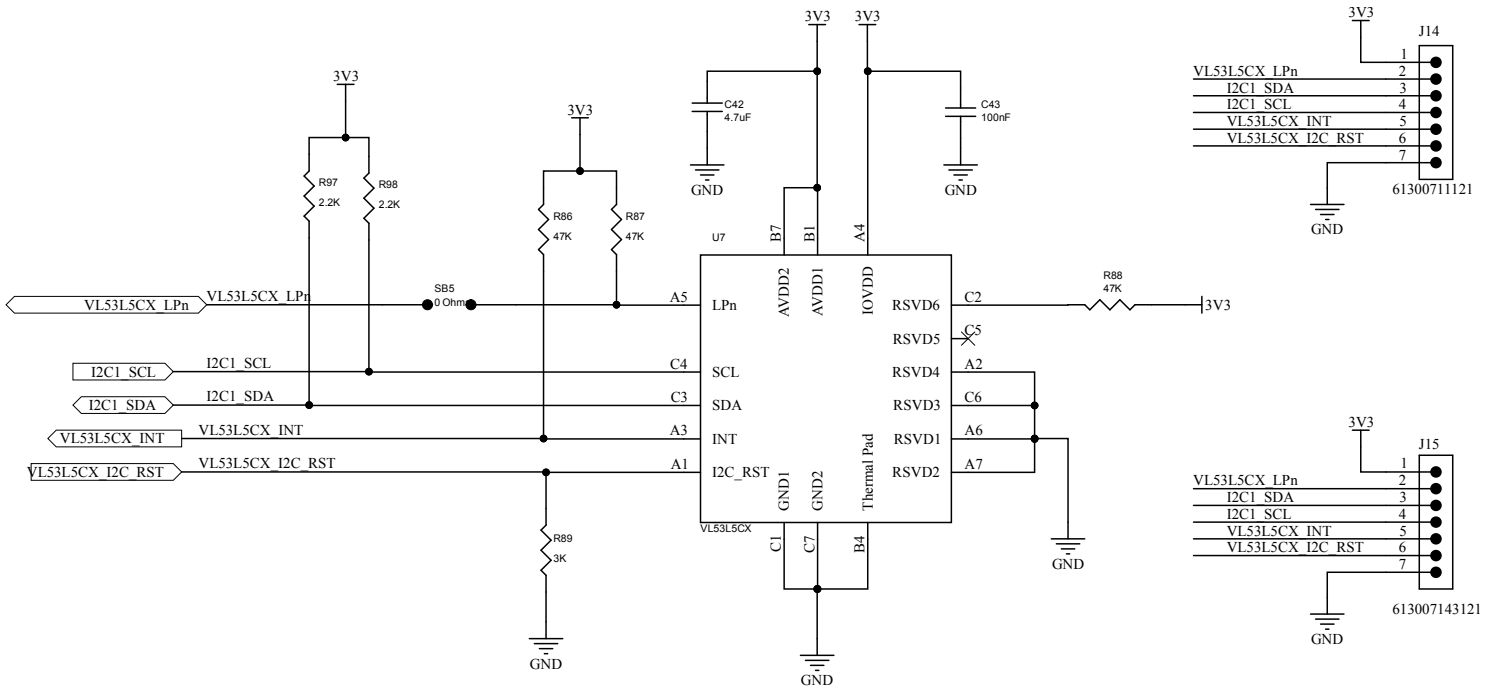 3V3
3V3
3V3
J14
1
VL53L5CX_LPn
2
I2C1_SDA
3
I2C1_SCL
4
VL53L5CX_INT
5
VL53L5CX_I2C_RST
6
7
61300711121
GND
3V3
3V3
C42
4.7uF
C43
100nF
GND
GND
R97
2.2K
R98
2.2K
R86
47K
R87
47K
U7
B7
B1
A4
AVDD2
AVDD1
IOVDD
VL53L5CX_LPn
VL53L5CX_LPn
SB5
0 Ohms
A5
LPn
RSVD6
C2
R88
47K
3V3
RSVD5
C5
I2C1_SCL
I2C1_SCL
C4
SCL
RSVD4
A2
I2C1_SDA
I2C1_SDA
C3
SDA
RSVD3
C6
VL53L5CX_INT
VL53L5CX_INT
A3
INT
RSVD1
A6
VL53L5CX_I2C_RST
VL53L5CX_I2C_RST
A1
I2C_RST
RSVD2
A7
GND1
GND2
Thermal Pad
VL53L5CX
C1
C7
B4
R89
3K
GND
GND
GND
3V3
J15
1
VL53L5CX_LPn
2
I2C1_SDA
3
I2C1_SCL
4
VL53L5CX_INT
5
VL53L5CX_I2C_RST
6
7
613007143121
GND